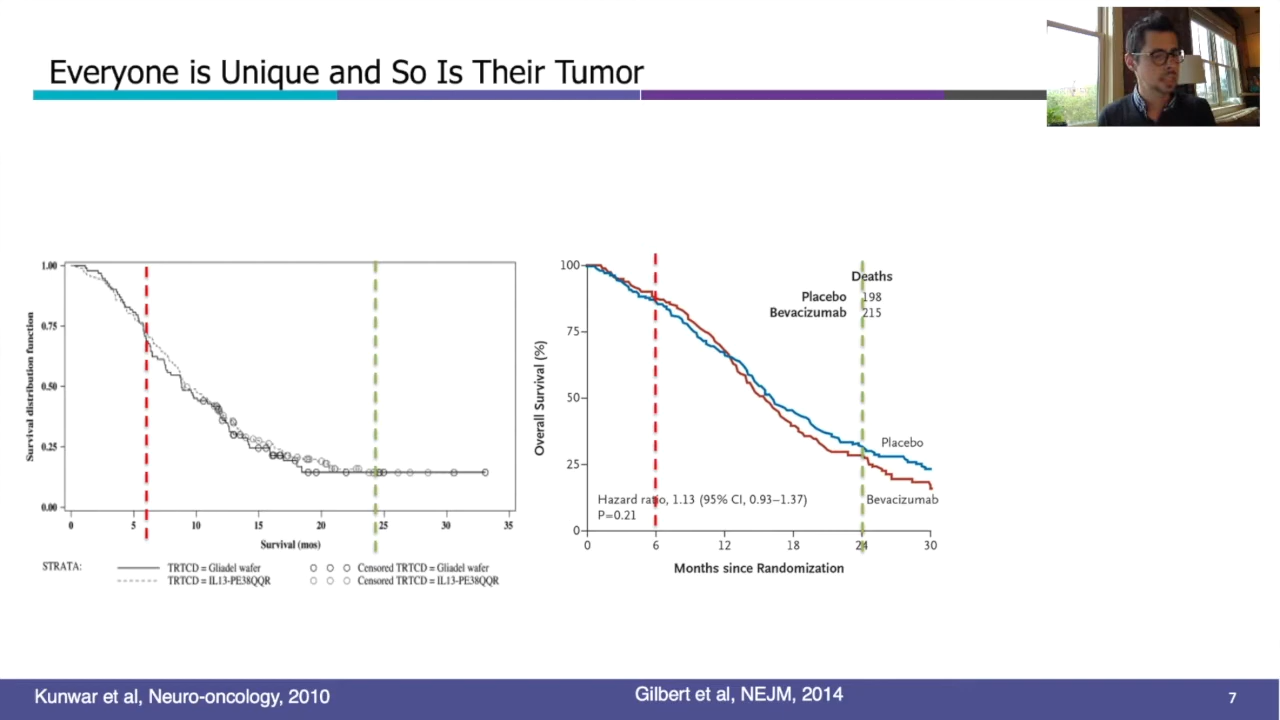 Everyone is Unique and So Is Their Tumor
Survival distribution function
1.00
0.75
0.50
0.25
0.00
0 5 10 15 20 25 30 35
Survival (mos)
STRATA: TRTCD = Gliadel wafer Censored TRTCD = Gliadel wafer
TRTCD = IL13-PE38QQR Censored TRTCD = IL13-PE38QQR
Overall Survival (%)
100
75
50
25
0
Deaths
Placebo 198
Bevacizumab 215
Placebo
Bevacizumab
Hazard ratio, 1.13 (95% CI, 0.93–1.37)
P=0.21
0 6 12 18 24 30
Months since Randomization
Kunwar et al, Neuro-oncology, 2010
Gilbert et al, NEJM, 2014
7